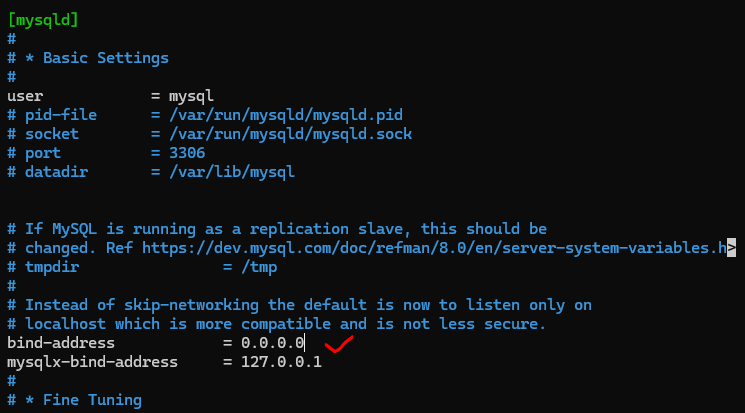 [mysqld]
#
# * Basic Settings
#
user            = mysql
# pid-file      = /var/run/mysqld/mysqld.pid
# socket        = /var/run/mysqld/mysqld.sock
# port          = 3306
# datadir       = /var/lib/mysql
# If MySQL is running as a replication slave, this should be
# changed. Ref https://dev.mysql.com/doc/refman/8.0/en/server-system-variables.h>
# tmpdir                = /tmp
#
# Instead of skip-networking the default is now to listen only on
# localhost which is more compatible and is not less secure.
bind-address            = 0.0.0.0
mysqlx-bind-address     = 127.0.0.1
#
# * Fine Tuning